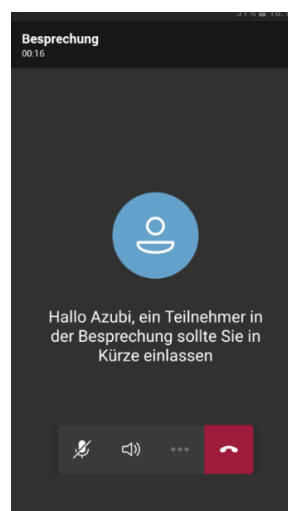 Besprechung
00:16
Hallo Azubi, ein Teilnehmer in
der Besprechung sollte Sie in
Kürze einlassen